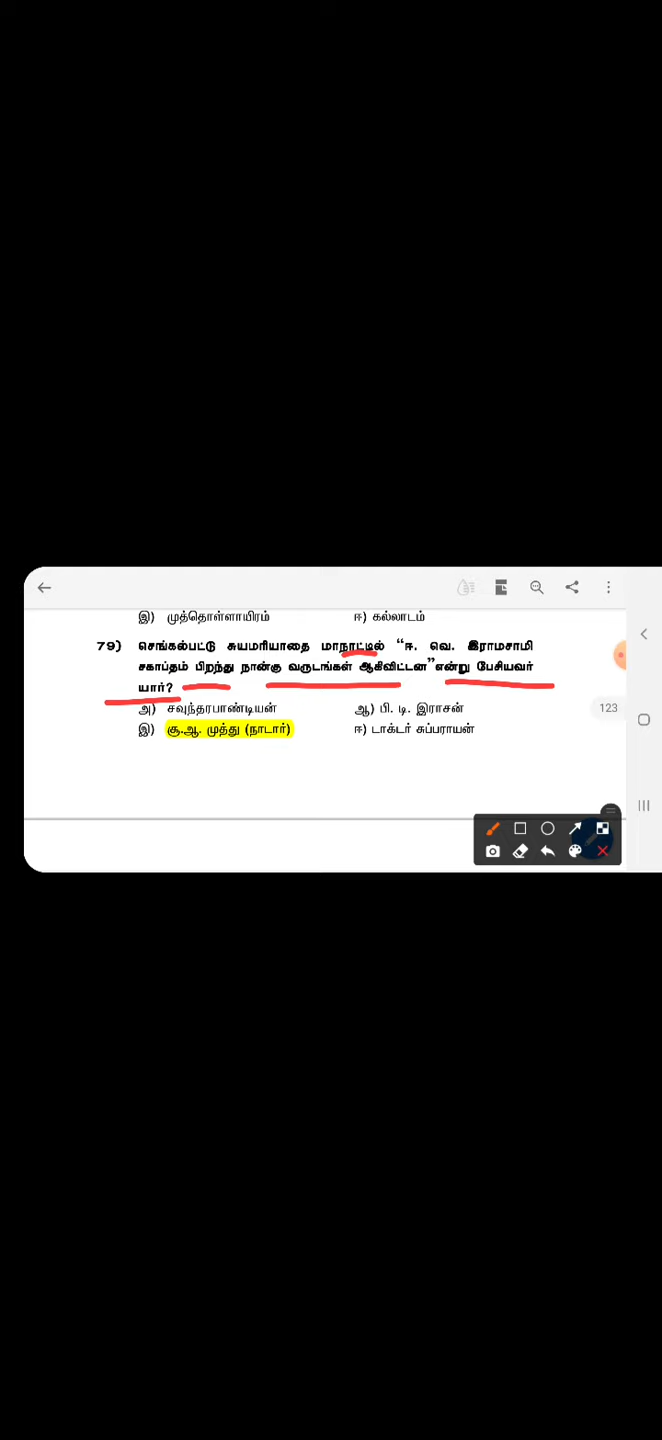 இ) முத்தொள்ளாயிரம் ஈ) கல்லாடம்
79) செங்கல்பட்டு சுயமரியாதை மாநாட்டில் “ஈ. வெ. இராமசாமி
சகாப்தம் பிறந்து நான்கு வருடங்கள் ஆகிவிட்டன”என்று பேசியவர்
யார்?
அ) சவுந்தரபாண்டியன் ஆ) பி. டி. இராசன்
123
இ) சூ.ஆ. முத்து (நாடார்) ஈ) டாக்டர் சுப்பராயன்